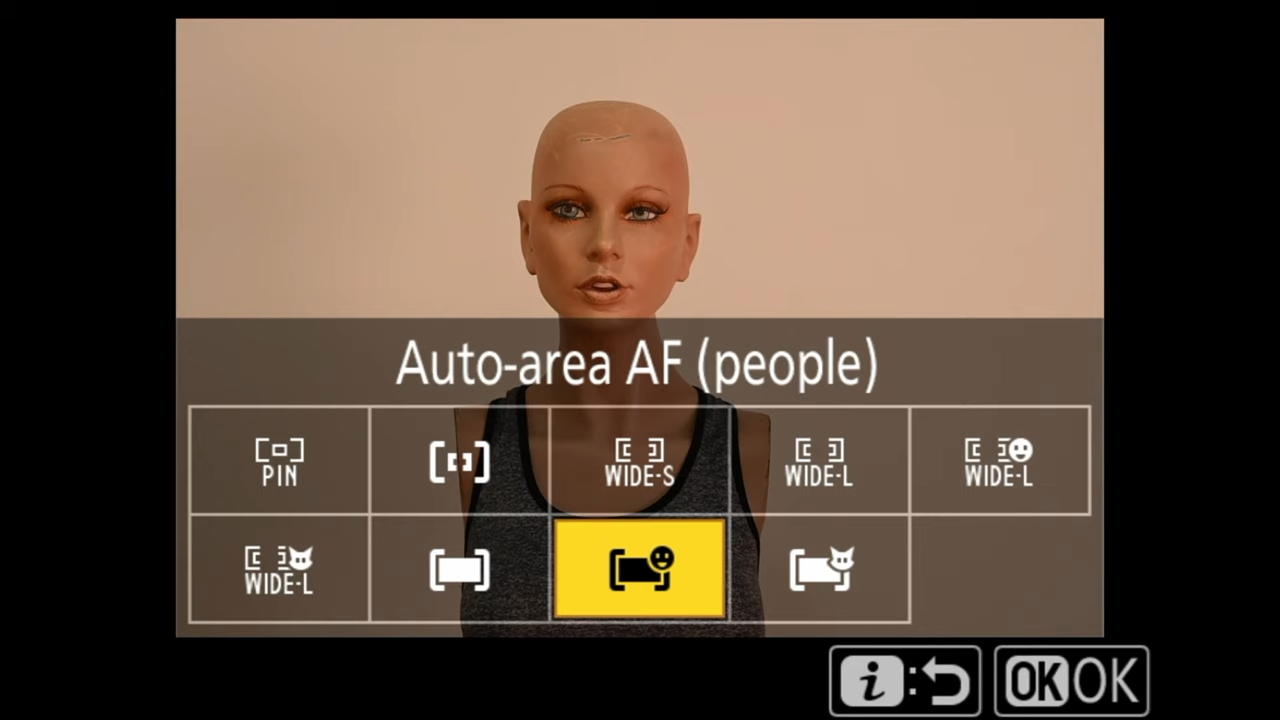 Auto-area AF (people)
PIN
WIDE-S
WIDE-L
WIDE-L
WIDE-L
i:
OK OK